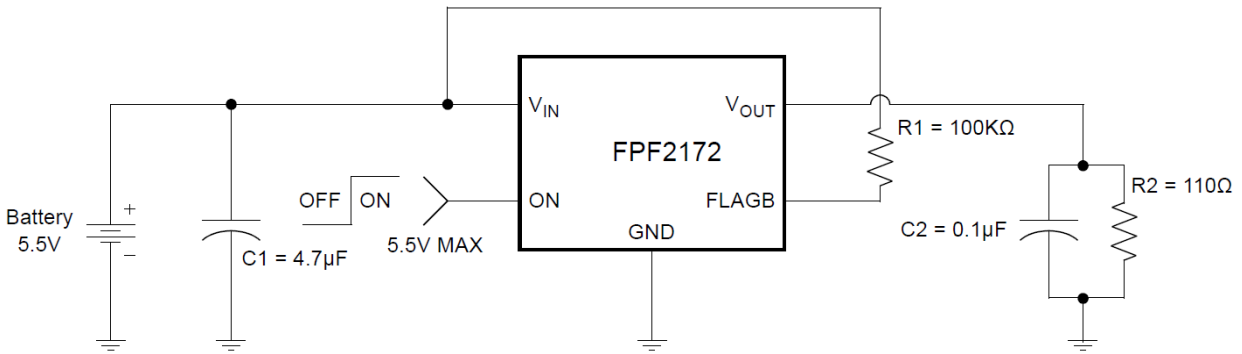 V_IN
V_OUT
R1 = 100KΩ
FPF2172
OFF
ON
ON
FLAGB
R2 = 110Ω
Battery
5.5V
+
−
C1 = 4.7µF
5.5V MAX
GND
C2 = 0.1µF